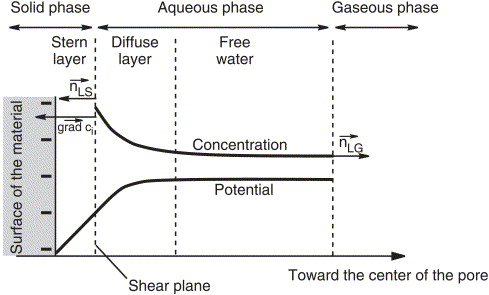 Solid phase
Aqueous phase
Gaseous phase
Stern layer
Diffuse layer
Free water
n_LS
grad c_i
Surface of the material
Concentration
n_LG
Potential
Shear plane
Toward the center of the pore